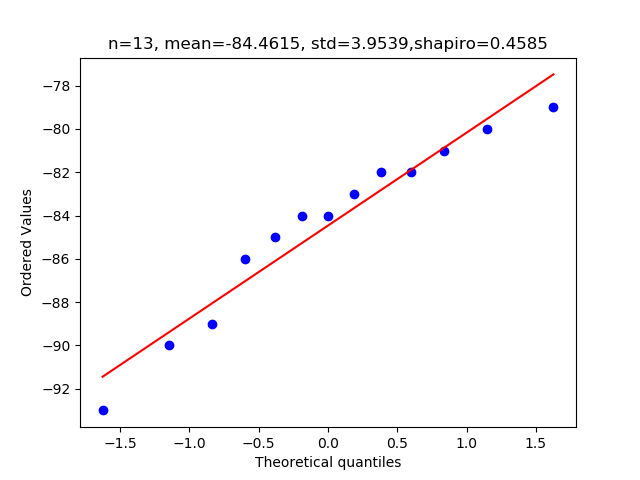 n=13, mean=-84.4615, std=3.9539,shapiro=0.4585
Ordered Values
−78
−80
−82
−84
−86
−88
−90
−92
−1.5 −1.0 −0.5 0.0 0.5 1.0 1.5
Theoretical quantiles